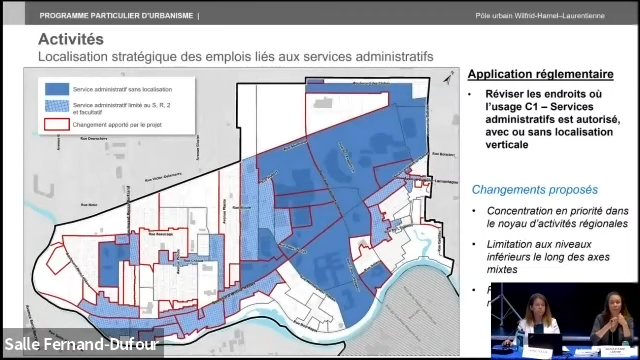 PROGRAMME PARTICULIER D'URBANISME |
Pôle urbain Wilfrid-Hamel–Laurentienne
Activités
Localisation stratégique des emplois liés aux services administratifs
Service administratif sans localisation
Service administratif limité au S, R, 2
et facultatif
Changement apporté par le projet
Application réglementaire
• Réviser les endroits où
l'usage C1 – Services
administratifs est autorisé,
avec ou sans localisation
verticale
Changements proposés
• Concentration en priorité dans
le noyau d'activités régionales
• Limitation aux niveaux
inférieurs le long des axes
mixtes
Salle Fernand-Dufour